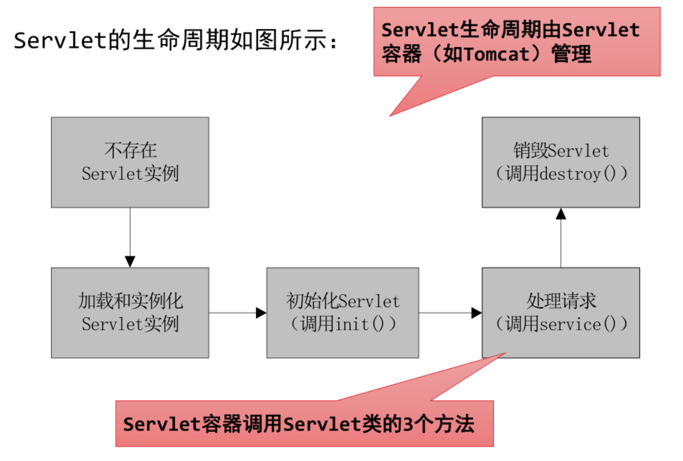 Servlet的生命周期如图所示：
Servlet生命周期由Servlet
容器（如Tomcat）管理
不存在
Servlet实例
销毁Servlet
（调用destroy()）
加载和实例化
Servlet实例
初始化Servlet
（调用init()）
处理请求
（调用service()）
Servlet容器调用Servlet类的3个方法